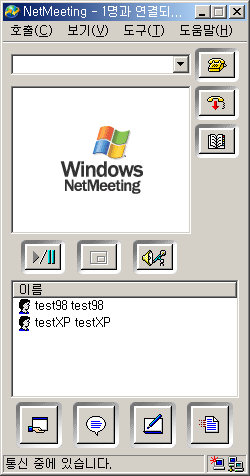 NetMeeting - 1명과 연결되...
호출(C) 보기(V) 도구(T) 도움말(H)
Windows
NetMeeting
이름
test98 test98
testXP testXP
통신 중에 있습니다.